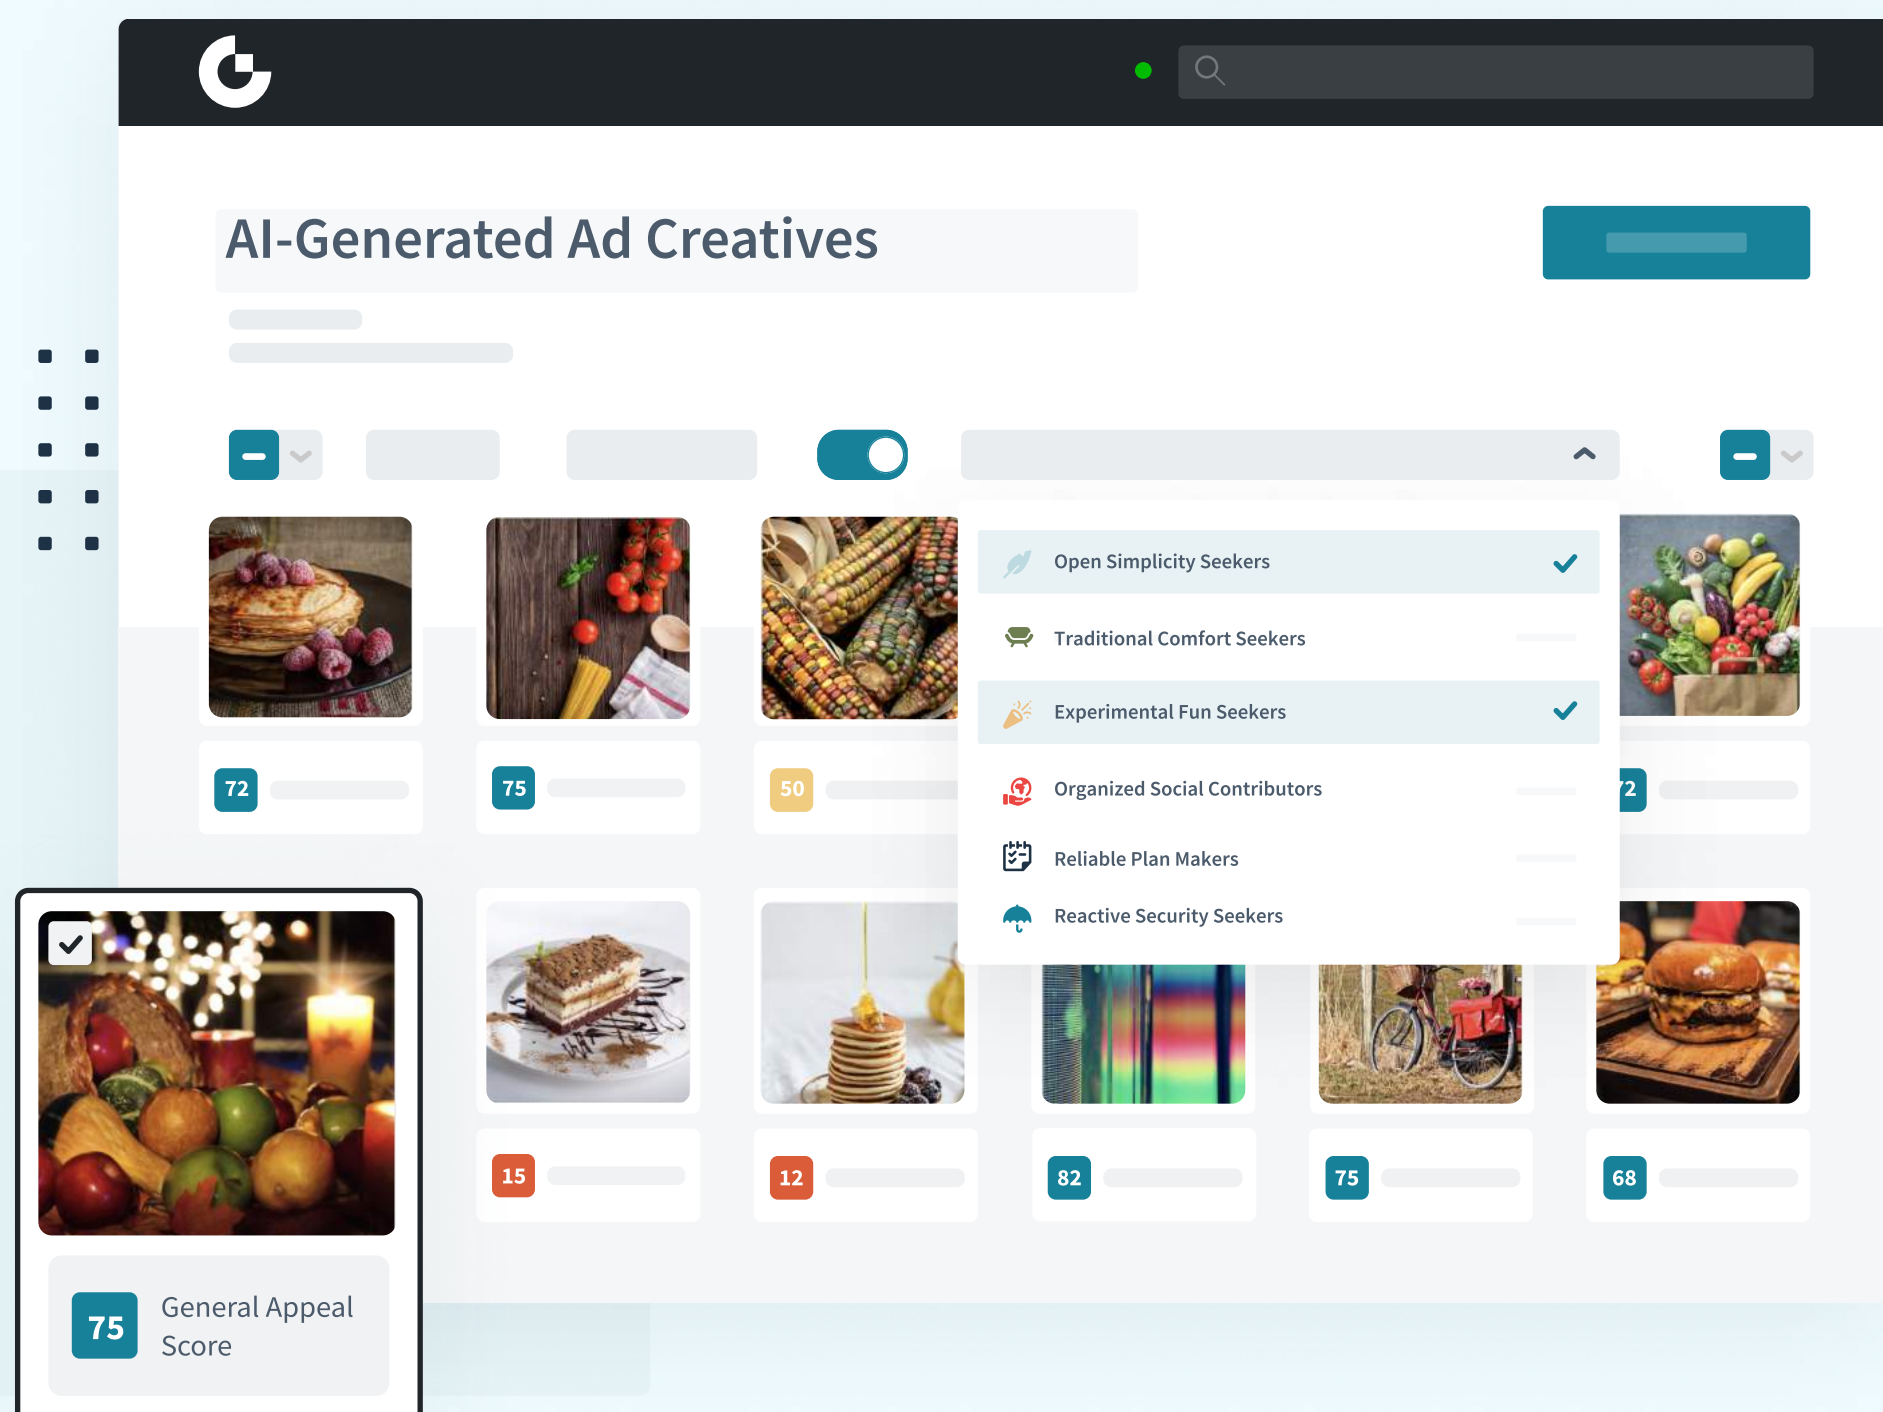 AI-Generated Ad Creatives
Open Simplicity Seekers
Traditional Comfort Seekers
Experimental Fun Seekers
Organized Social Contributors
Reliable Plan Makers
Reactive Security Seekers
72
75
50
72
15
12
82
75
68
75
General Appeal
Score